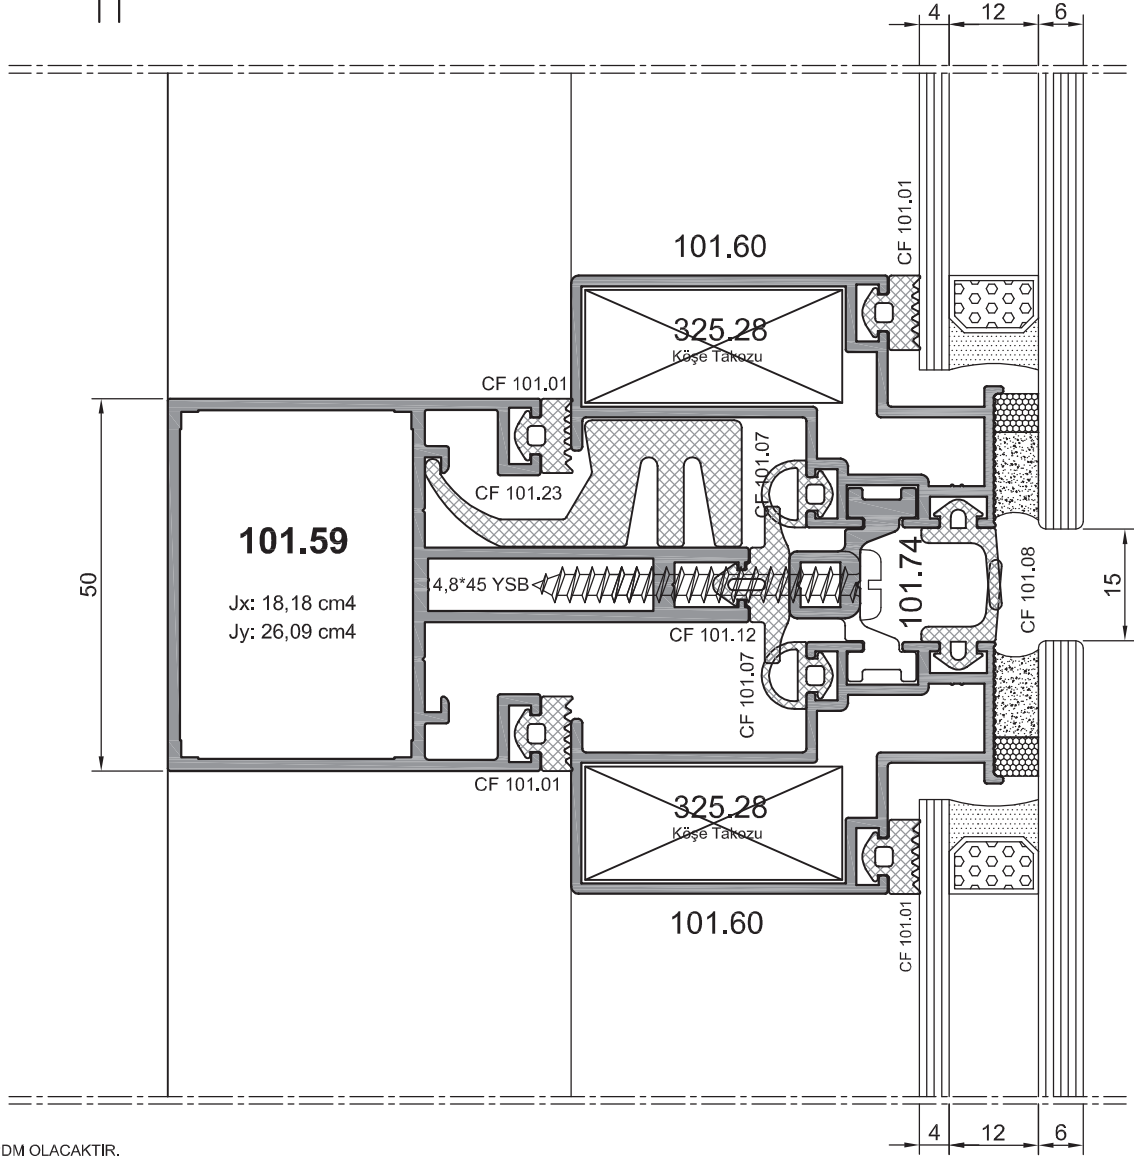 4 12 6
CF 101.01
101.60
325.28
Köşe Takozu
CF 101.01
CF 101.07
CF 101.23
101.59
Jx: 18,18 cm4
Jy: 26,09 cm4
50
4,8*45 YSB
101.74
CF 101.08
15
CF 101.12
CF 101.07
CF 101.01
325.28
Köşe Takozu
101.60
CF 101.01
4 12 6
DM OLACAKTIR.